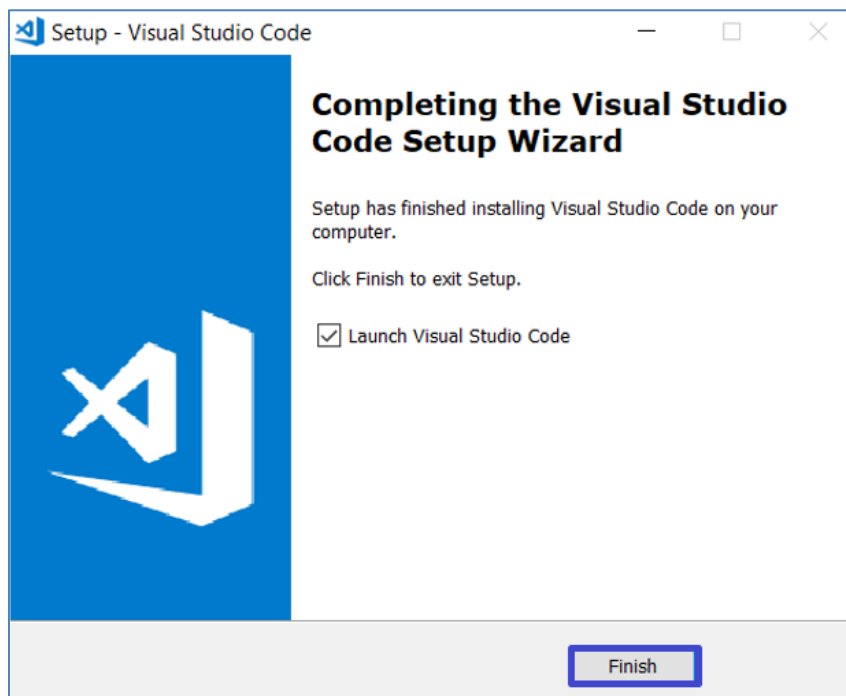 Setup - Visual Studio Code
Completing the Visual Studio
Code Setup Wizard
Setup has finished installing Visual Studio Code on your
computer.
Click Finish to exit Setup.
Launch Visual Studio Code
Finish